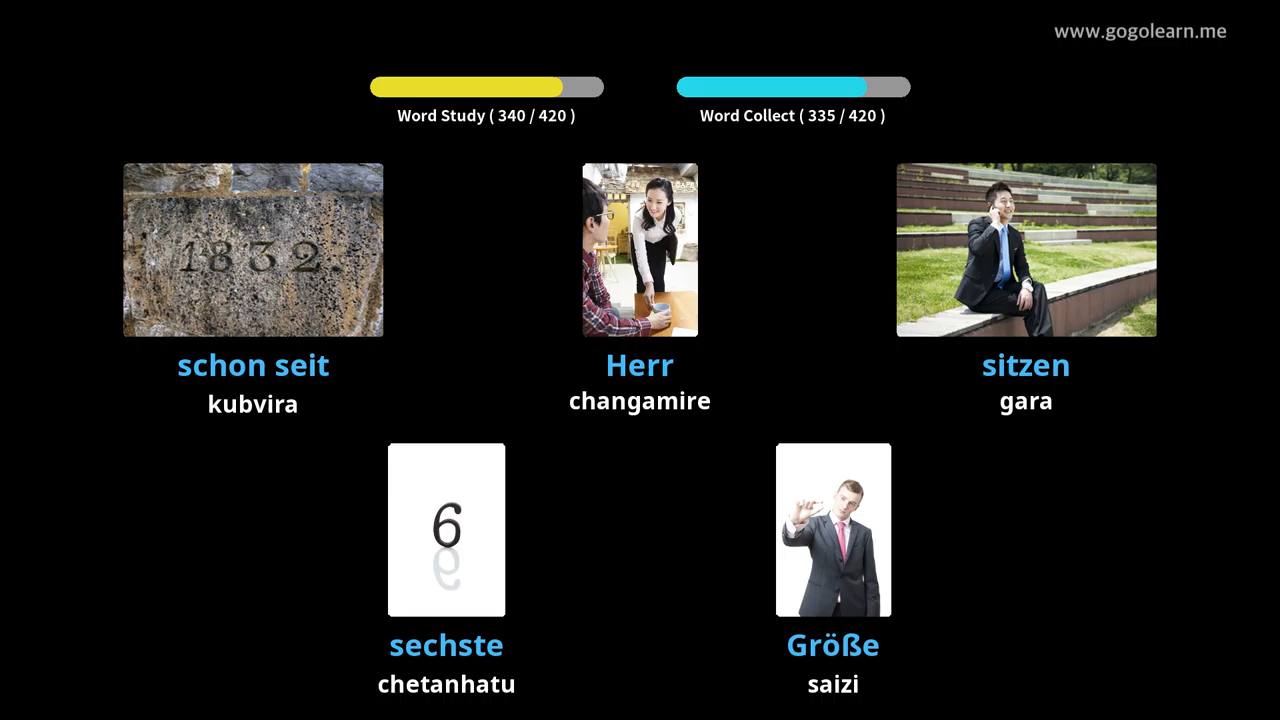 www.gogolearn.me
Word Study ( 340 / 420 )
Word Collect ( 335 / 420 )
1832.
schon seit
kubvira
Herr
changamire
sitzen
gara
6
sechste
chetanhatu
Größe
saizi